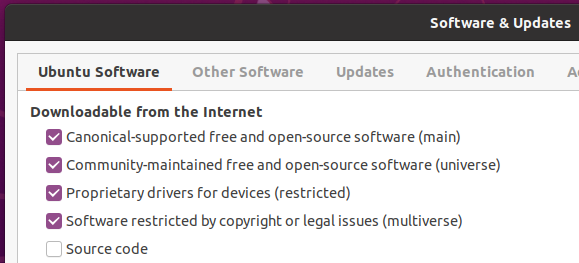 Software & Updates
Ubuntu Software Other Software Updates Authentication
Downloadable from the Internet
Canonical-supported free and open-source software (main)
Community-maintained free and open-source software (universe)
Proprietary drivers for devices (restricted)
Software restricted by copyright or legal issues (multiverse)
Source code